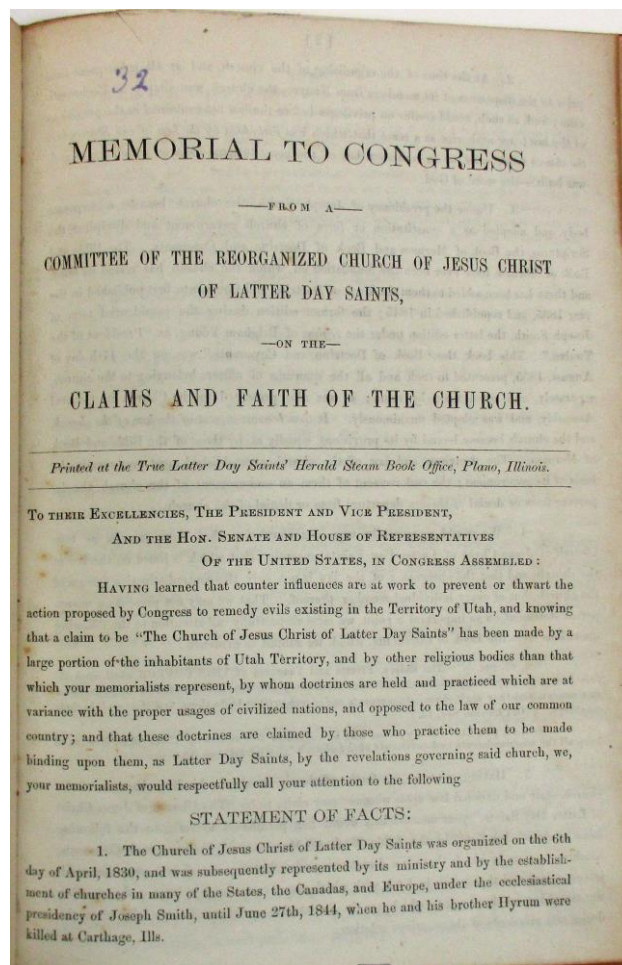 32
MEMORIAL TO CONGRESS
—FROM A—
COMMITTEE OF THE REORGANIZED CHURCH OF JESUS CHRIST
OF LATTER DAY SAINTS,
—ON THE—
CLAIMS AND FAITH OF THE CHURCH.
Printed at the True Latter Day Saints' Herald Steam Book Office, Plano, Illinois.
TO THEIR EXCELLENCIES, THE PRESIDENT AND VICE PRESIDENT,
AND THE HON. SENATE AND HOUSE OF REPRESENTATIVES
OF THE UNITED STATES, IN CONGRESS ASSEMBLED:
HAVING learned that counter influences are at work to prevent or thwart the
action proposed by Congress to remedy evils existing in the Territory of Utah, and knowing
that a claim to be "The Church of Jesus Christ of Latter Day Saints" has been made by a
large portion of the inhabitants of Utah Territory, and by other religious bodies than that
which your memorialists represent, by whom doctrines are held and practiced which are at
variance with the proper usages of civilized nations, and opposed to the law of our common
country; and that these doctrines are claimed by those who practice them to be made
binding upon them, as Latter Day Saints, by the revelations governing said church, we,
your memorialists, would respectfully call your attention to the following
STATEMENT OF FACTS:
1. The Church of Jesus Christ of Latter Day Saints was organized on the 6th
day of April, 1830, and was subsequently represented by its ministry and by the establish-
ment of churches in many of the States, the Canadas, and Europe, under the ecclesiastical
presidency of Joseph Smith, until June 27th, 1844, when he and his brother Hyrum were
killed at Carthage, Ills.